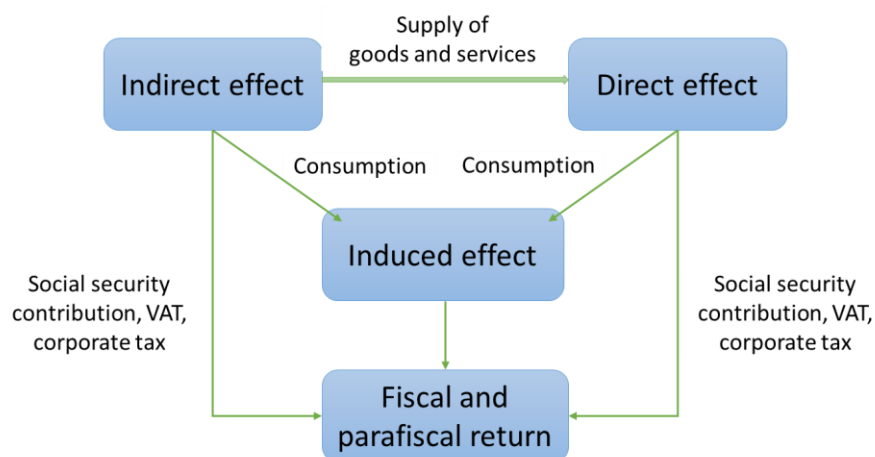 Supply of
goods and services
Indirect effect
Direct effect
Consumption
Consumption
Induced effect
Social security
contribution, VAT,
corporate tax
Social security
contribution, VAT,
corporate tax
Fiscal and
parafiscal return